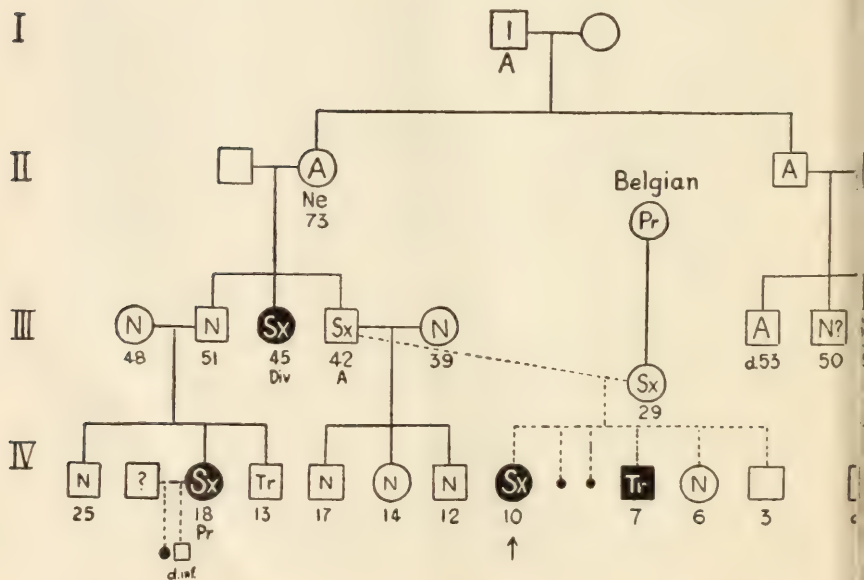 I
I
A
II
A
A
Ne
73
Belgian
Pr
III
N
N
Sx
Sx
N
A
N?
48
51
45
42
39
d.53
50
Div
A
Sx
29
IV
N
?
Sx
Tr
N
N
N
Sx
Tr
N
25
18
13
17
14
12
10
7
6
3
Pr
↑
d.inf.